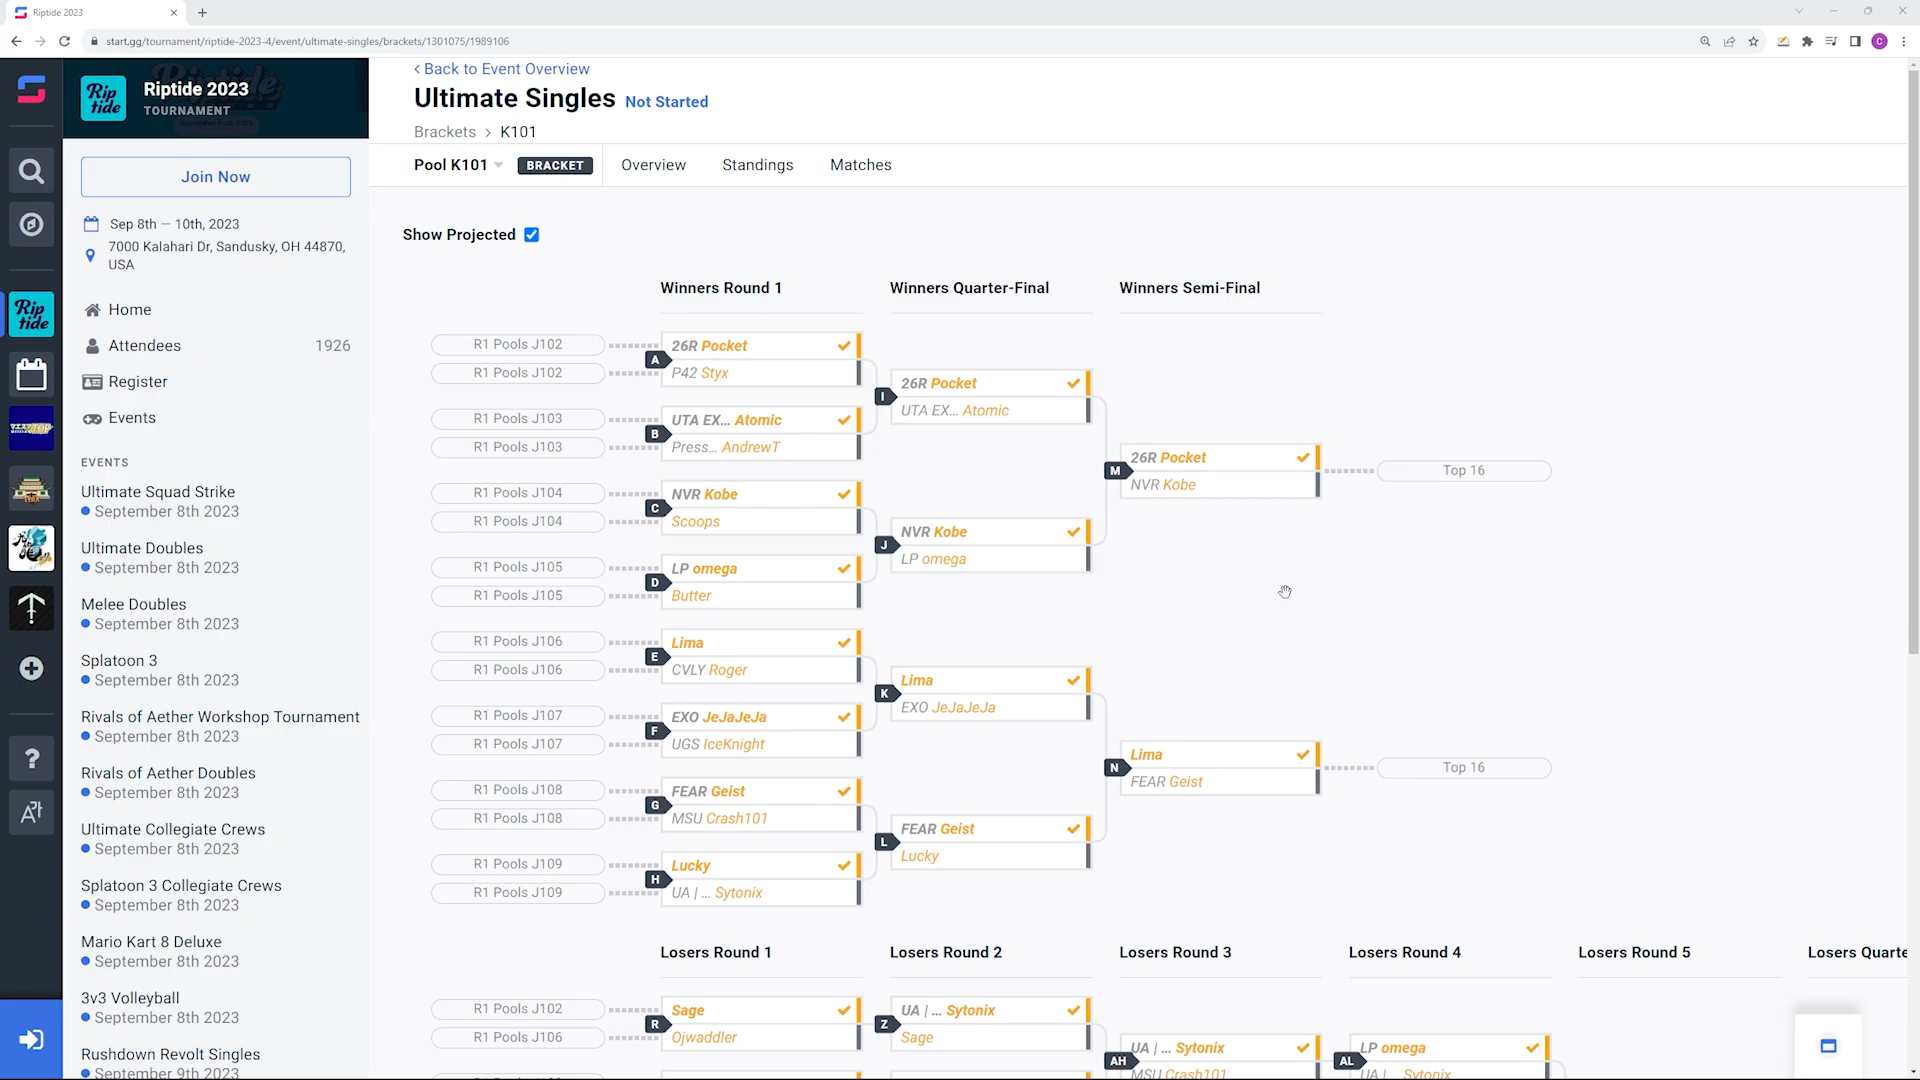 Riptide 2023
start.gg/tournament/riptide-2023-4/event/ultimate-singles/brackets/1301075/1989106
C
Rip
tide
Riptide 2023
TOURNAMENT
Join Now
Sep 8th — 10th, 2023
7000 Kalahari Dr, Sandusky, OH 44870,
USA
Home
Attendees 1926
Register
Events
EVENTS
Ultimate Squad Strike
September 8th 2023
Ultimate Doubles
September 8th 2023
Melee Doubles
September 8th 2023
Splatoon 3
September 8th 2023
Rivals of Aether Workshop Tournament
September 8th 2023
Rivals of Aether Doubles
September 8th 2023
Ultimate Collegiate Crews
September 8th 2023
Splatoon 3 Collegiate Crews
September 8th 2023
Mario Kart 8 Deluxe
September 8th 2023
3v3 Volleyball
September 8th 2023
Rushdown Revolt Singles
September 9th 2023
Rip
tide
?
Back to Event Overview
Ultimate Singles Not Started
Brackets > K101
Pool K101 BRACKET Overview Standings Matches
Show Projected
Winners Round 1 Winners Quarter-Final Winners Semi-Final
R1 Pools J102
R1 Pools J102
A
26R Pocket
P42 Styx
R1 Pools J103
R1 Pools J103
B
UTA EX... Atomic
Press... AndrewT
R1 Pools J104
R1 Pools J104
C
NVR Kobe
Scoops
R1 Pools J105
R1 Pools J105
D
LP omega
Butter
R1 Pools J106
R1 Pools J106
E
Lima
CVLY Roger
R1 Pools J107
R1 Pools J107
F
EXO JeJaJeJa
UGS IceKnight
R1 Pools J108
R1 Pools J108
G
FEAR Geist
MSU Crash101
R1 Pools J109
R1 Pools J109
H
Lucky
UA | ... Sytonix
I
26R Pocket
UTA EX... Atomic
J
NVR Kobe
LP omega
K
Lima
EXO JeJaJeJa
L
FEAR Geist
Lucky
M
26R Pocket
NVR Kobe
Top 16
N
Lima
FEAR Geist
Top 16
Losers Round 1 Losers Round 2 Losers Round 3 Losers Round 4 Losers Round 5 Losers Quarte
R1 Pools J102
R1 Pools J106
R
Sage
Ojwaddler
Z
UA | ... Sytonix
Sage
AH
UA | ... Sytonix
MSU Crash101
AL
LP omega
UA | ... Sytonix